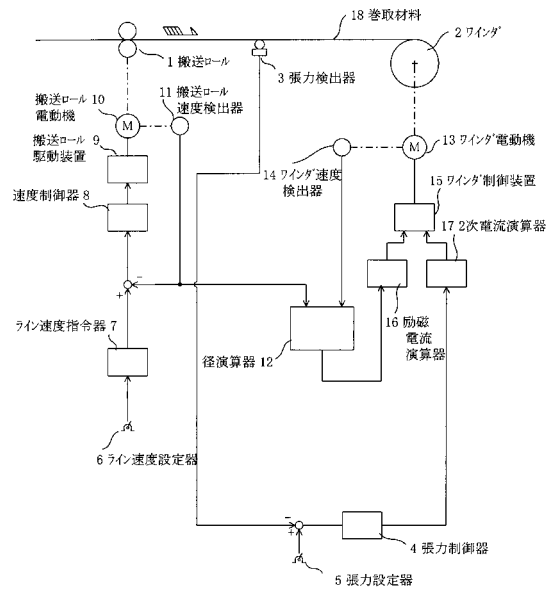 18 巻取材料
2 ワインダ
1 搬送ロール
3 張力検出器
搬送ロール
電動機
10
11 搬送ロール
速度検出器
M
M
13 ワインダ電動機
搬送ロール
駆動装置
9
14 ワインダ速度
検出器
15 ワインダ制御装置
速度制御器 8
17 2次電流演算器
-
+
16 励磁
電流
演算器
ライン速度指令器 7
径演算器 12
6 ライン速度設定器
-
+
4 張力制御器
5 張力設定器